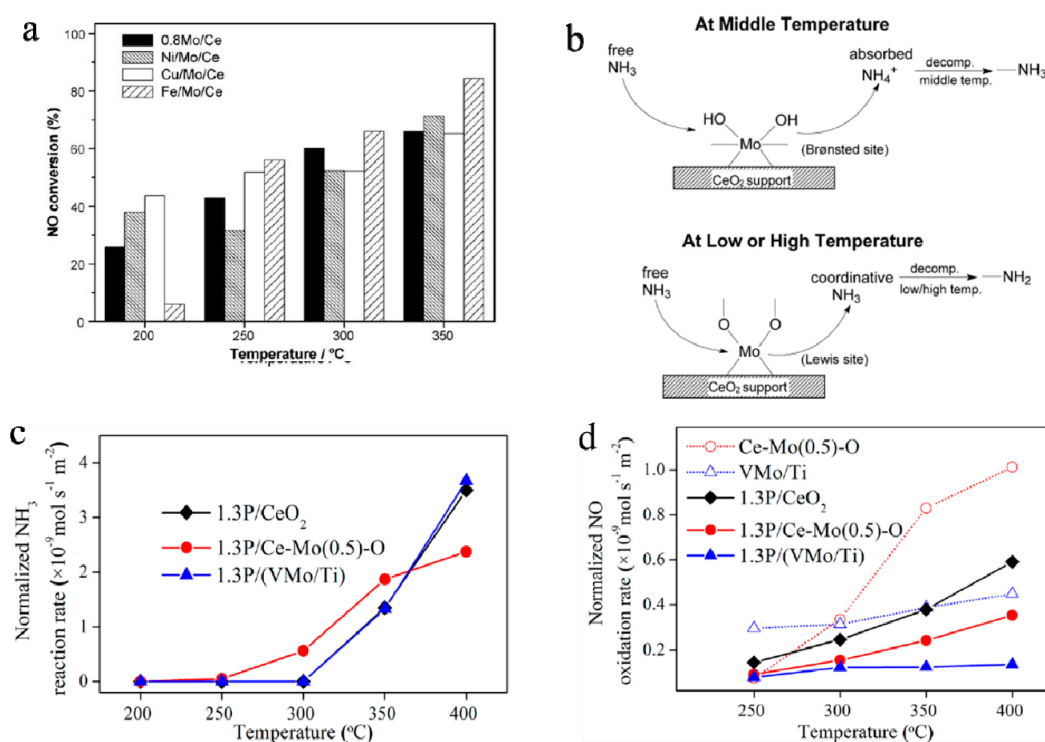 a
100
80
60
40
20
0
NO conversion (%)
0.8Mo/Ce
Ni/Mo/Ce
Cu/Mo/Ce
Fe/Mo/Ce
200
250
300
350
Temperature / °C
b
At Middle Temperature
free
NH₃
absorbed
NH₄⁺
decomp.
middle temp.
—NH₃
HO
OH
Mo
(Brønsted site)
CeO₂ support
At Low or High Temperature
free
NH₃
coordinative
NH₃
decomp.
low/high temp.
—NH₂
O
O
Mo
(Lewis site)
CeO₂ support
c
4
3
2
1
0
Normalized NH₃
reaction rate (×10⁻⁹ mol s⁻¹ m⁻²)
1.3P/CeO₂
1.3P/Ce-Mo(0.5)-O
1.3P/(VMo/Ti)
200
250
300
350
400
Temperature (°C)
d
1.0
0.8
0.6
0.4
0.2
Normalized NO
oxidation rate (×10⁻⁹ mol s⁻¹ m⁻²)
Ce-Mo(0.5)-O
VMo/Ti
1.3P/CeO₂
1.3P/Ce-Mo(0.5)-O
1.3P/(VMo/Ti)
250
300
350
400
Temperature (°C)